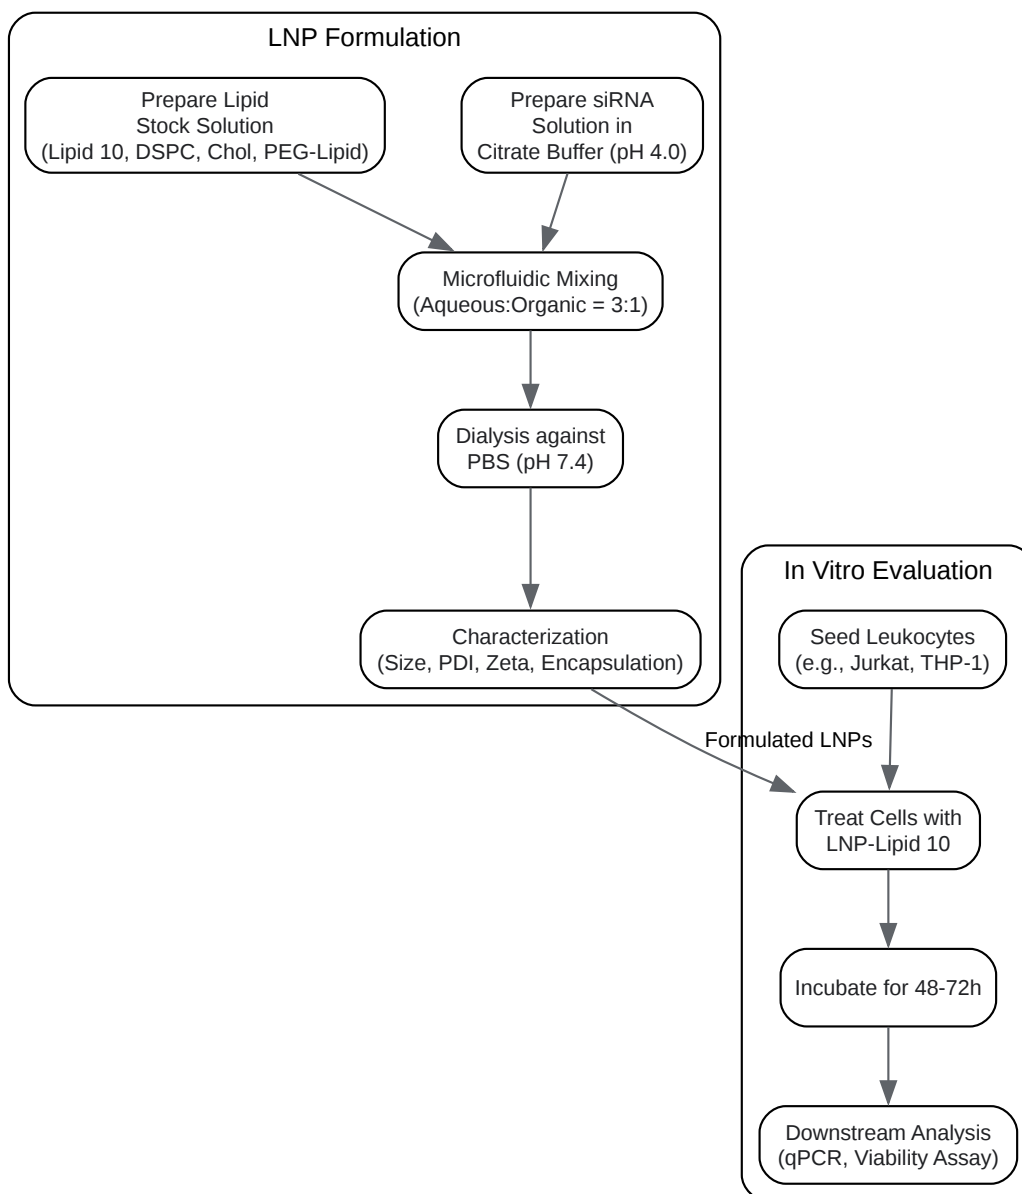 LNP Formulation
Prepare Lipid
Stock Solution
(Lipid 10, DSPC, Chol, PEG-Lipid)
Prepare siRNA
Solution in
Citrate Buffer (pH 4.0)
Microfluidic Mixing
(Aqueous:Organic = 3:1)
Dialysis against
PBS (pH 7.4)
Characterization
(Size, PDI, Zeta, Encapsulation)
Formulated LNPs
In Vitro Evaluation
Seed Leukocytes
(e.g., Jurkat, THP-1)
Treat Cells with
LNP-Lipid 10
Incubate for 48-72h
Downstream Analysis
(qPCR, Viability Assay)